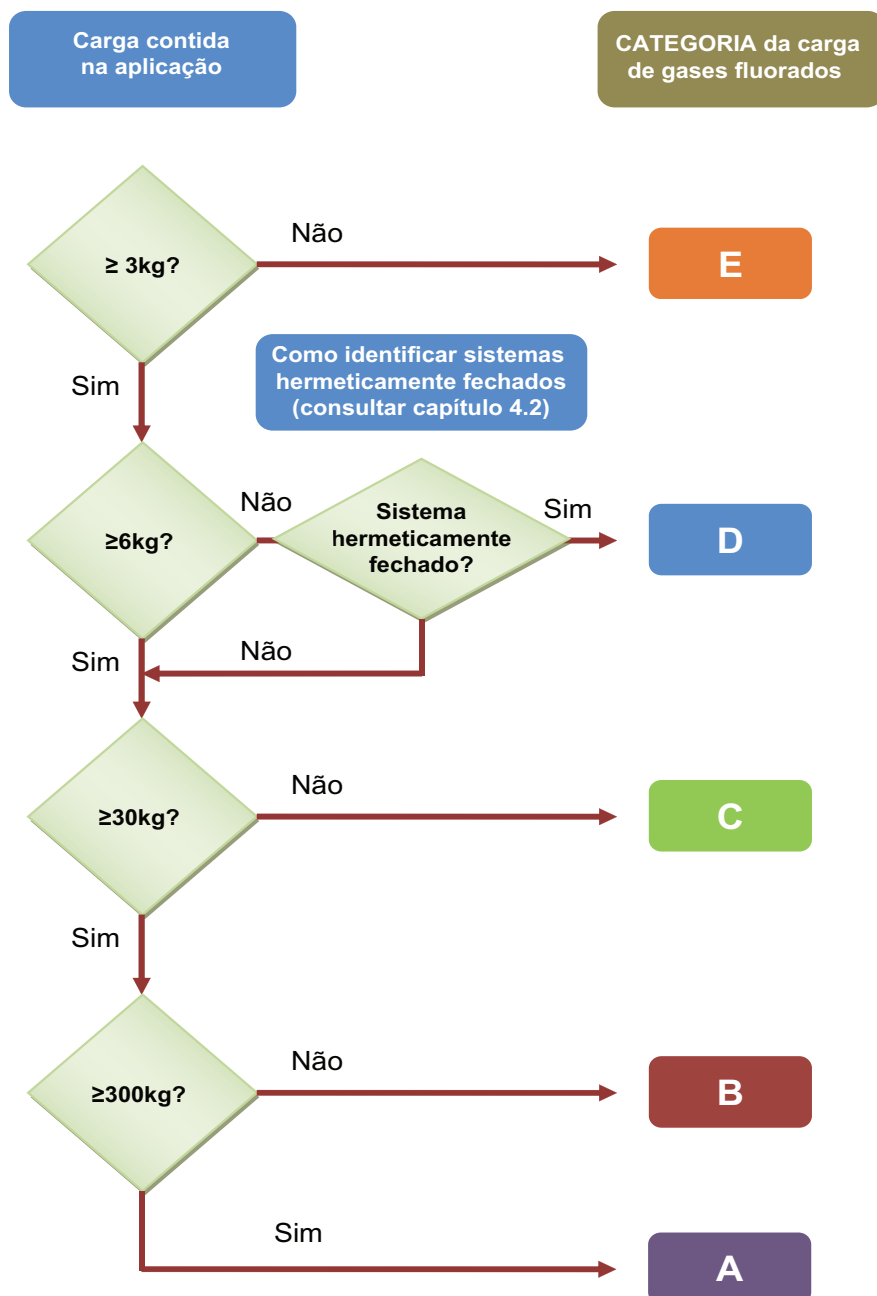 Carga contida
na aplicação
CATEGORIA da carga
de gases fluorados
≥ 3kg?
Não
E
Sim
Como identificar sistemas
hermeticamente fechados
(consultar capítulo 4.2)
≥6kg?
Não
Sistema
hermeticamente
fechado?
Sim
D
Sim
Não
≥30kg?
Não
C
Sim
≥300kg?
Não
B
Sim
A